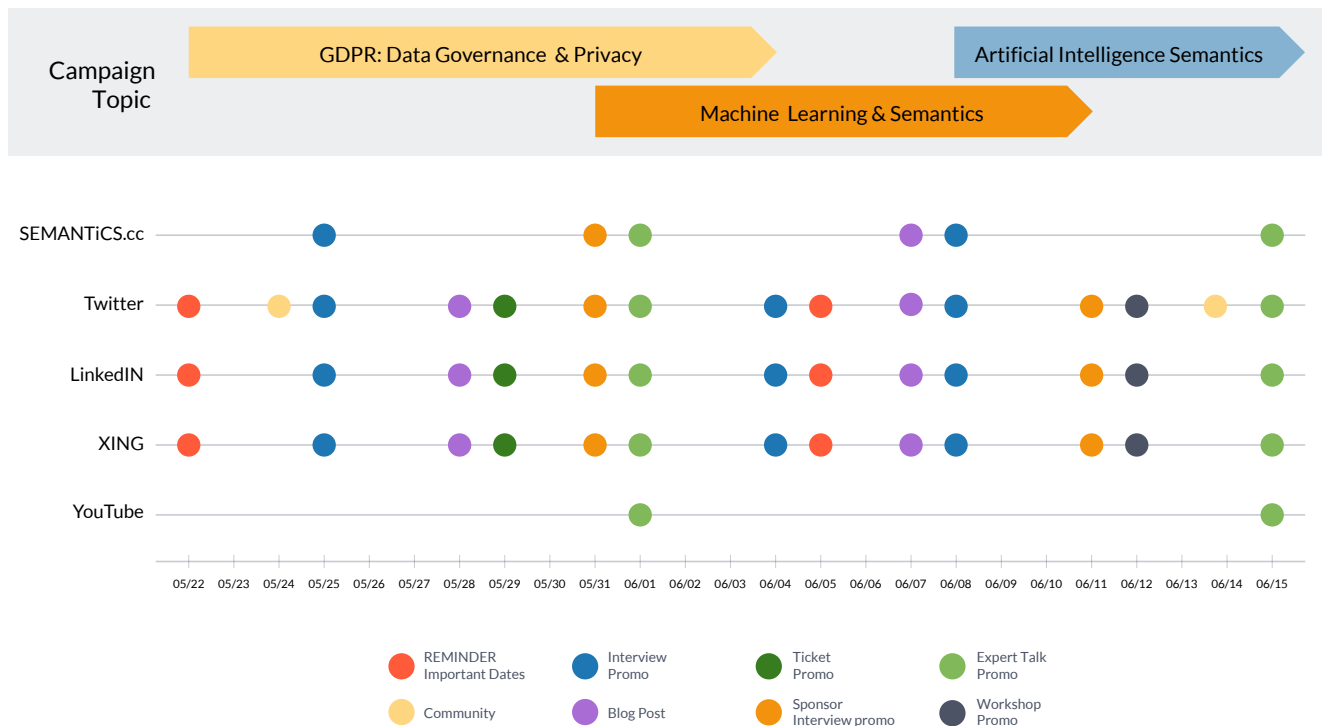 GDPR: Data Governance & Privacy
Artificial Intelligence Semantics
Campaign
Topic
Machine Learning & Semantics
SEMANTiCS.cc
Twitter
LinkedIN
XING
YouTube
05/22 05/23 05/24 05/25 05/26 05/27 05/28 05/29 05/30 05/31 06/01 06/02 06/03 06/04 06/05 06/06 06/07 06/08 06/09 06/10 06/11 06/12 06/13 06/14 06/15
REMINDER
Important Dates
Interview
Promo
Ticket
Promo
Expert Talk
Promo
Community
Blog Post
Sponsor
Interview promo
Workshop
Promo